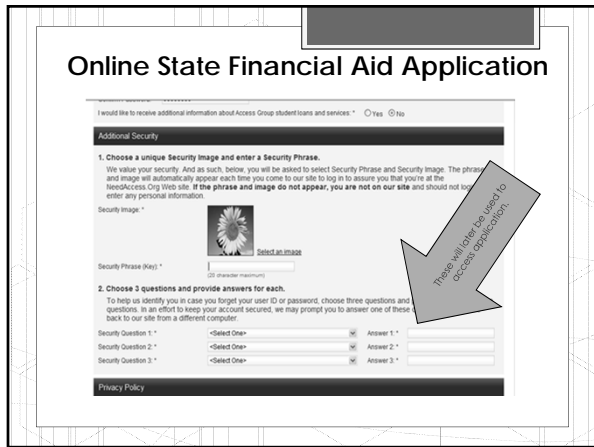 Online State Financial Aid Application
I would like to receive additional information about Access Group student loans and services: * Yes No
Additional Security
1. Choose a unique Security Image and enter a Security Phrase.
We value your security. And as such, below, you will be asked to select Security Phrase and Security Image. The phrase
and image will automatically appear each time you come to our site to log in to assure you that you're at the
NeedAccess.Org Web site. If the phrase and image do not appear, you are not on our site and should not
enter any personal information.
Security Image: *
Select an image
Security Phrase (Key): *
(20 character maximum)
These will later be used to
access application.
2. Choose 3 questions and provide answers for each.
To help us identify you in case you forget your user ID or password, choose three questions and
questions. In an effort to keep your account secured, we may prompt you to answer one of these
back to our site from a different computer.
Security Question 1: * <Select One> Answer 1: *
Security Question 2: * <Select One> Answer 2: *
Security Question 3: * <Select One> Answer 3: *
Privacy Policy